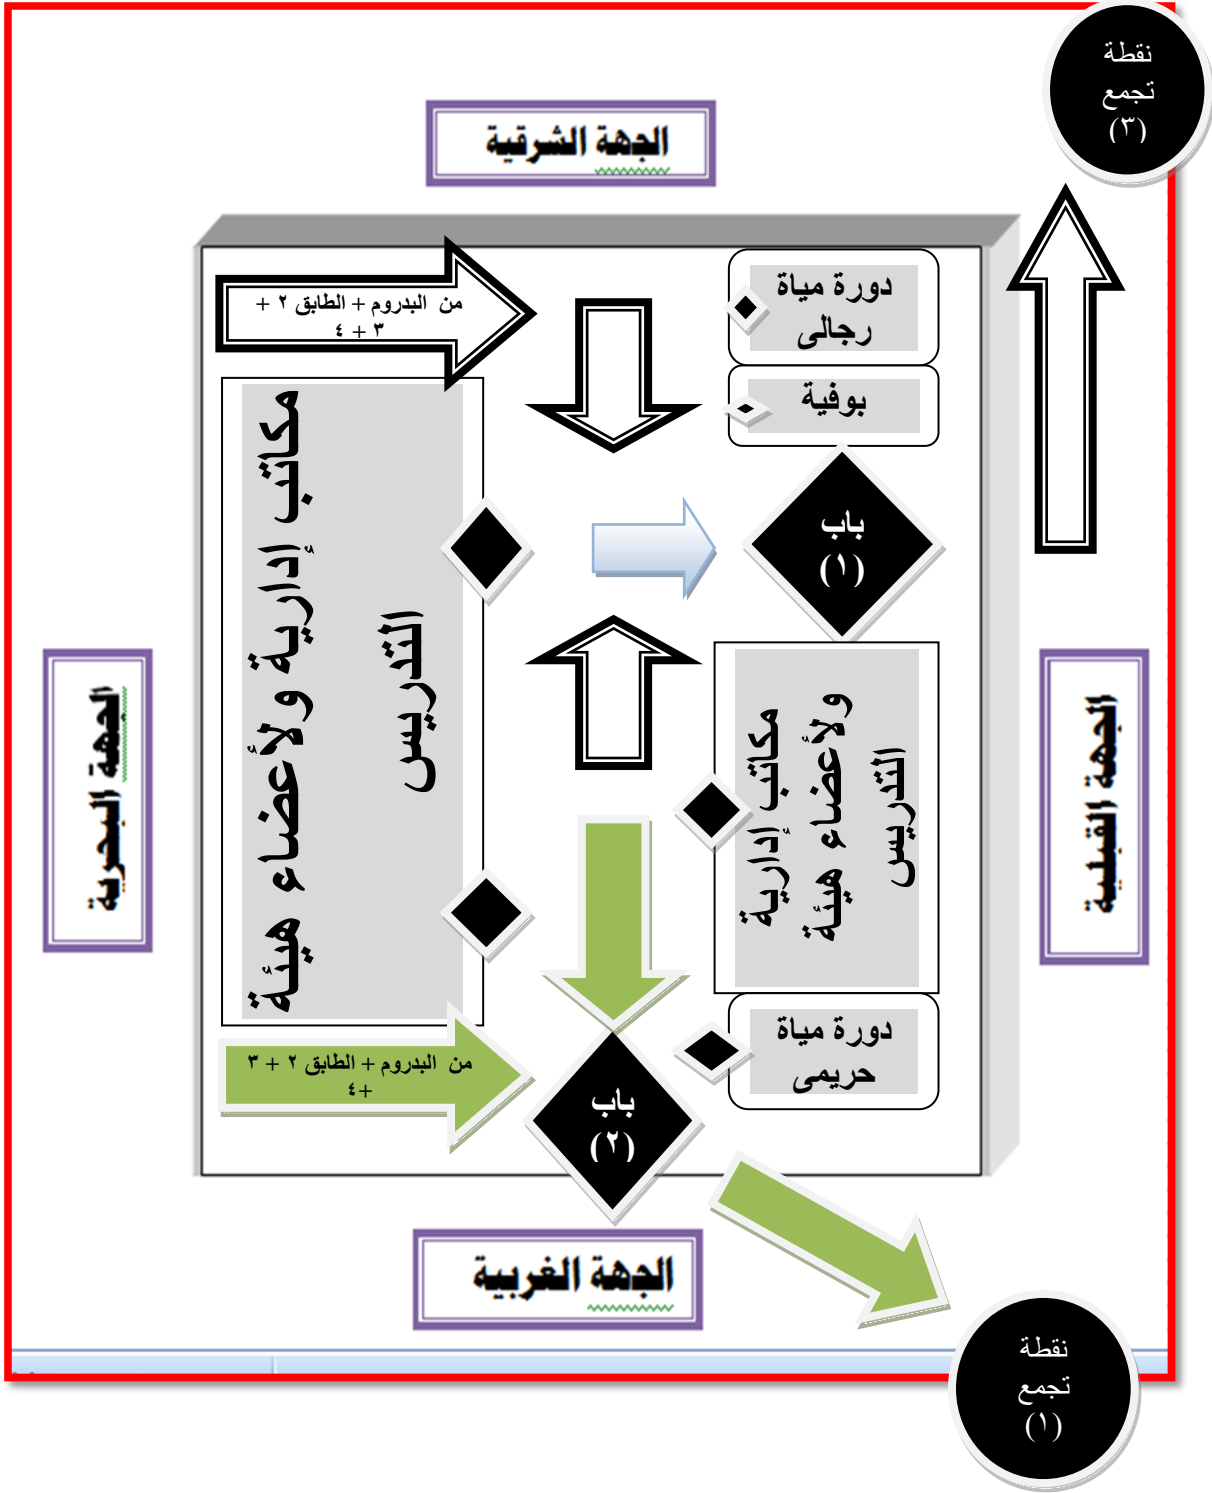 نقطة
تجمع
(٣)
الجهة الشرقية
من البدروم + الطابق ٢ +
٣ + ٤
دورة مياة
رجالى
بوفية
باب
(١)
مكاتب إدارية ولأعضاء هيئة
التدريس
الجهة البحرية
الجهة القبلية
مكاتب إدارية
ولأعضاء هيئة
التدريس
من البدروم + الطابق ٢ + ٣
+٤
دورة مياة
حريمى
باب
(٢)
الجهة الغربية
نقطة
تجمع
(١)